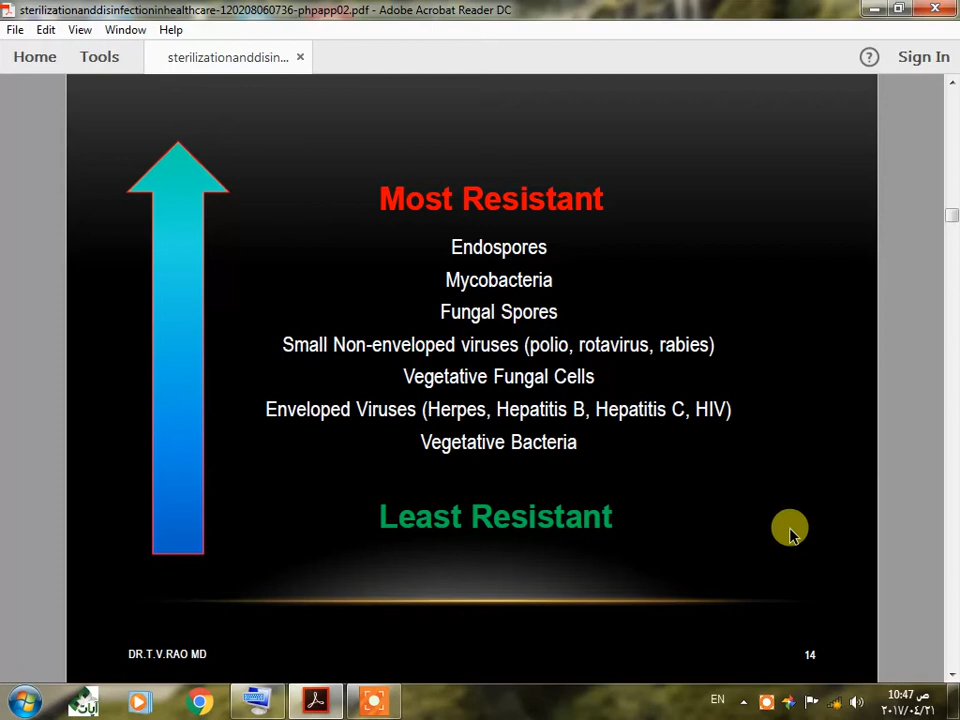 sterilizationanddisinfectioninhealthcare-120208060736-phpapp02.pdf - Adobe Acrobat Reader DC
File Edit View Window Help
Home Tools sterilizationanddisin... × Sign In
Most Resistant
Endospores
Mycobacteria
Fungal Spores
Small Non-enveloped viruses (polio, rotavirus, rabies)
Vegetative Fungal Cells
Enveloped Viruses (Herpes, Hepatitis B, Hepatitis C, HIV)
Vegetative Bacteria
Least Resistant
DR.T.V.RAO MD 14
EN 10:47 ص
٢٠١٧/٠٤/٢١